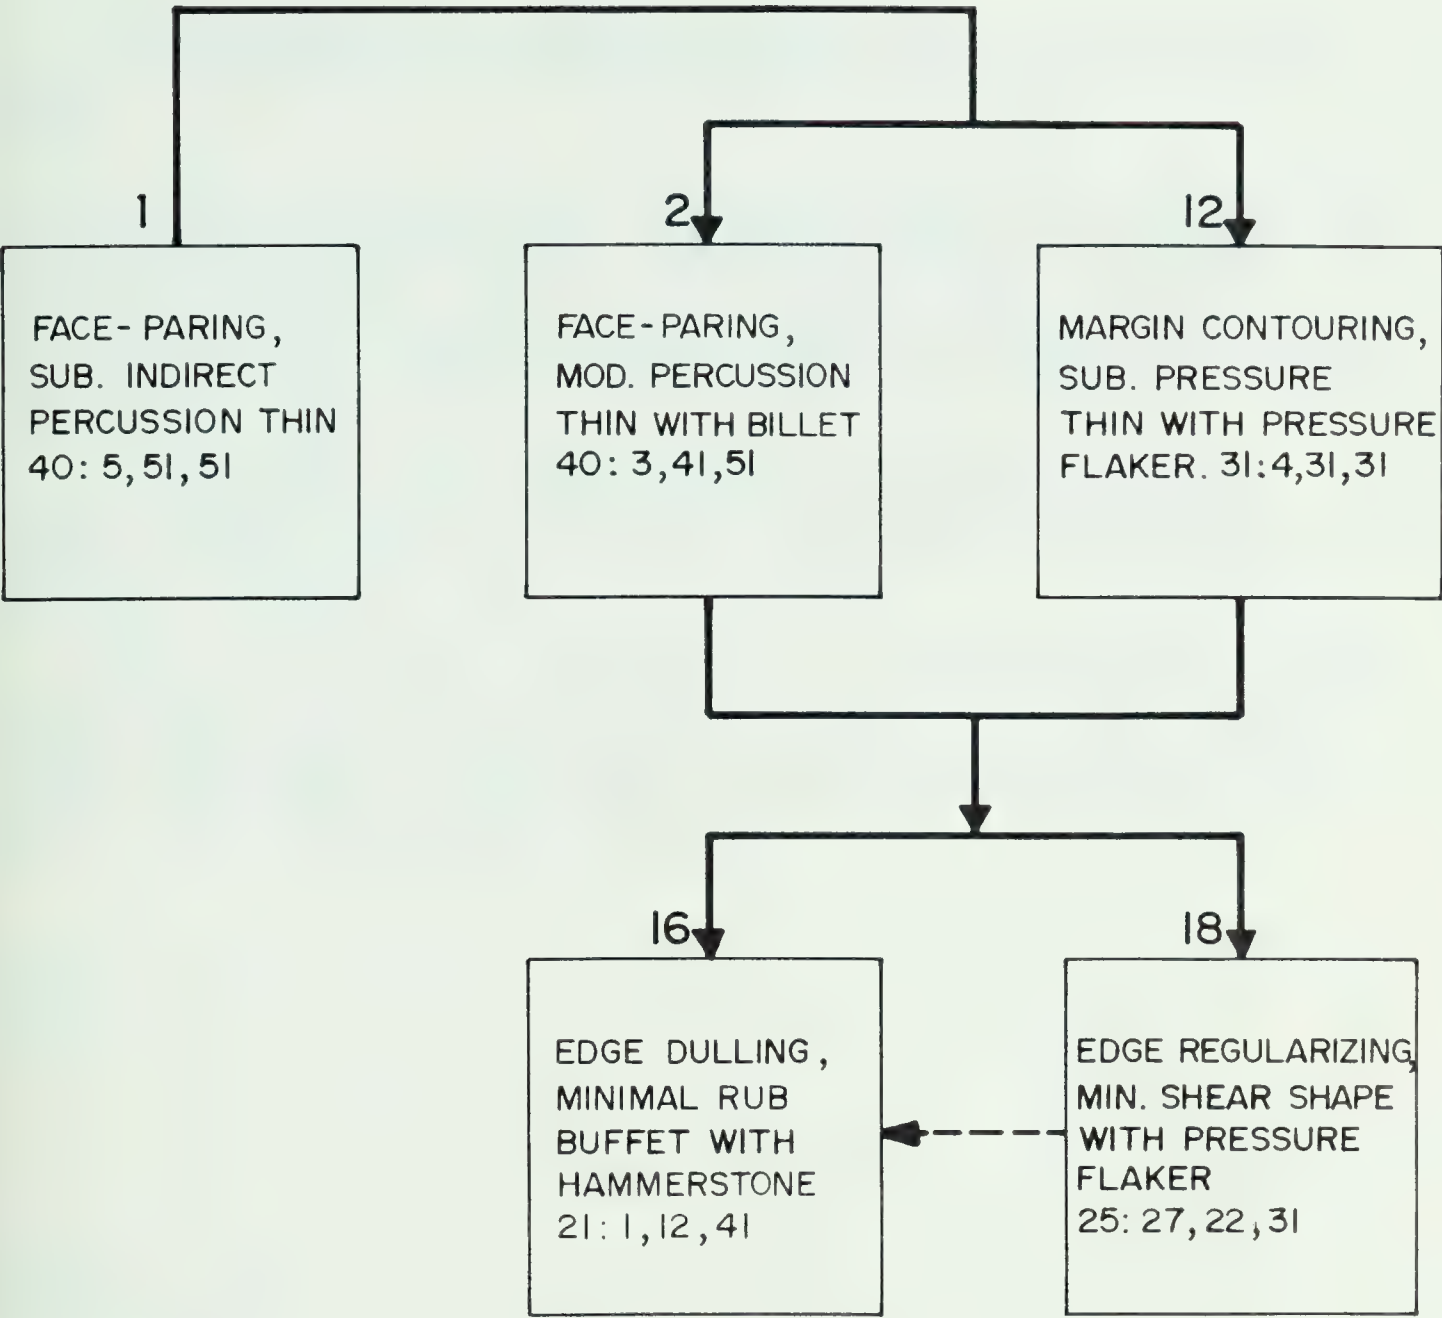 1
FACE-PARING,
SUB. INDIRECT
PERCUSSION THIN
40: 5,51,51
2
FACE-PARING,
MOD. PERCUSSION
THIN WITH BILLET
40: 3,41,51
12
MARGIN CONTOURING,
SUB. PRESSURE
THIN WITH PRESSURE
FLAKER. 31:4,31,31
16
EDGE DULLING,
MINIMAL RUB
BUFFET WITH
HAMMERSTONE
21: 1,12,41
18
EDGE REGULARIZING,
MIN. SHEAR SHAPE
WITH PRESSURE
FLAKER
25: 27,22,31